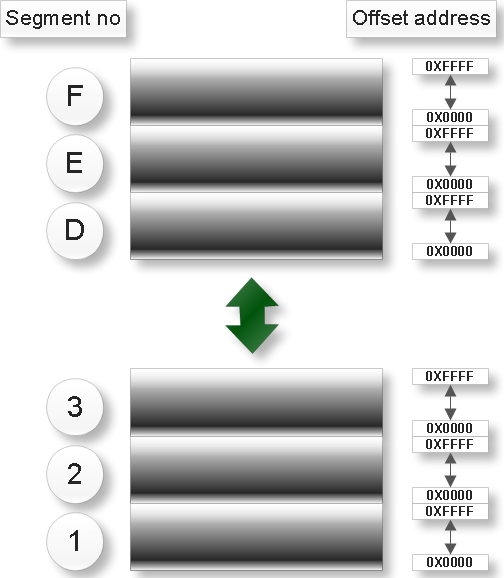 Segment no
Offset address
F
0XFFFF
0X0000
E
0XFFFF
0X0000
D
0XFFFF
0X0000
3
0XFFFF
0X0000
2
0XFFFF
0X0000
1
0XFFFF
0X0000